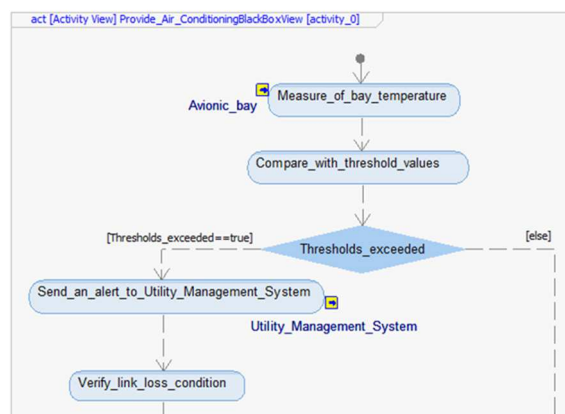 act [Activity View] Provide_Air_ConditioningBlackBoxView [activity_0]
Measure_of_bay_temperature
Avionic_bay
Compare_with_threshold_values
[Thresholds_exceeded==true]
Thresholds_exceeded
[else]
Send_an_alert_to_Utility_Management_System
Utility_Management_System
Verify_link_loss_condition